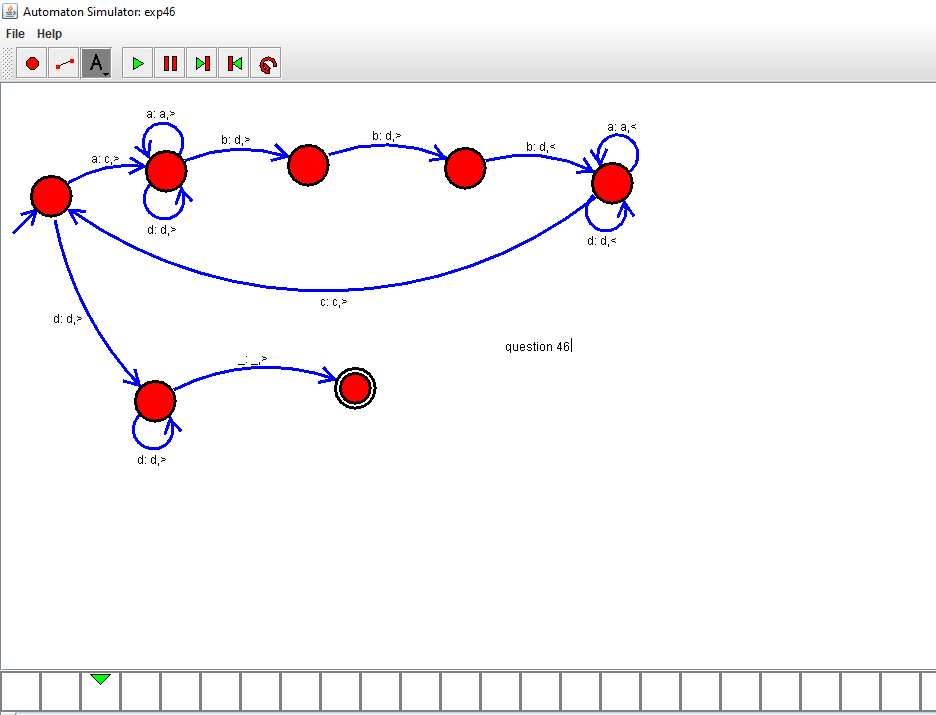 Automaton Simulator: exp46
File Help
A
a: a,>
a: c,>
b: d,>
b: d,>
b: d,<
a: a,<
d: d,>
d: d,<
c: c,>
d: d,>
question 46
_: _,>
d: d,>